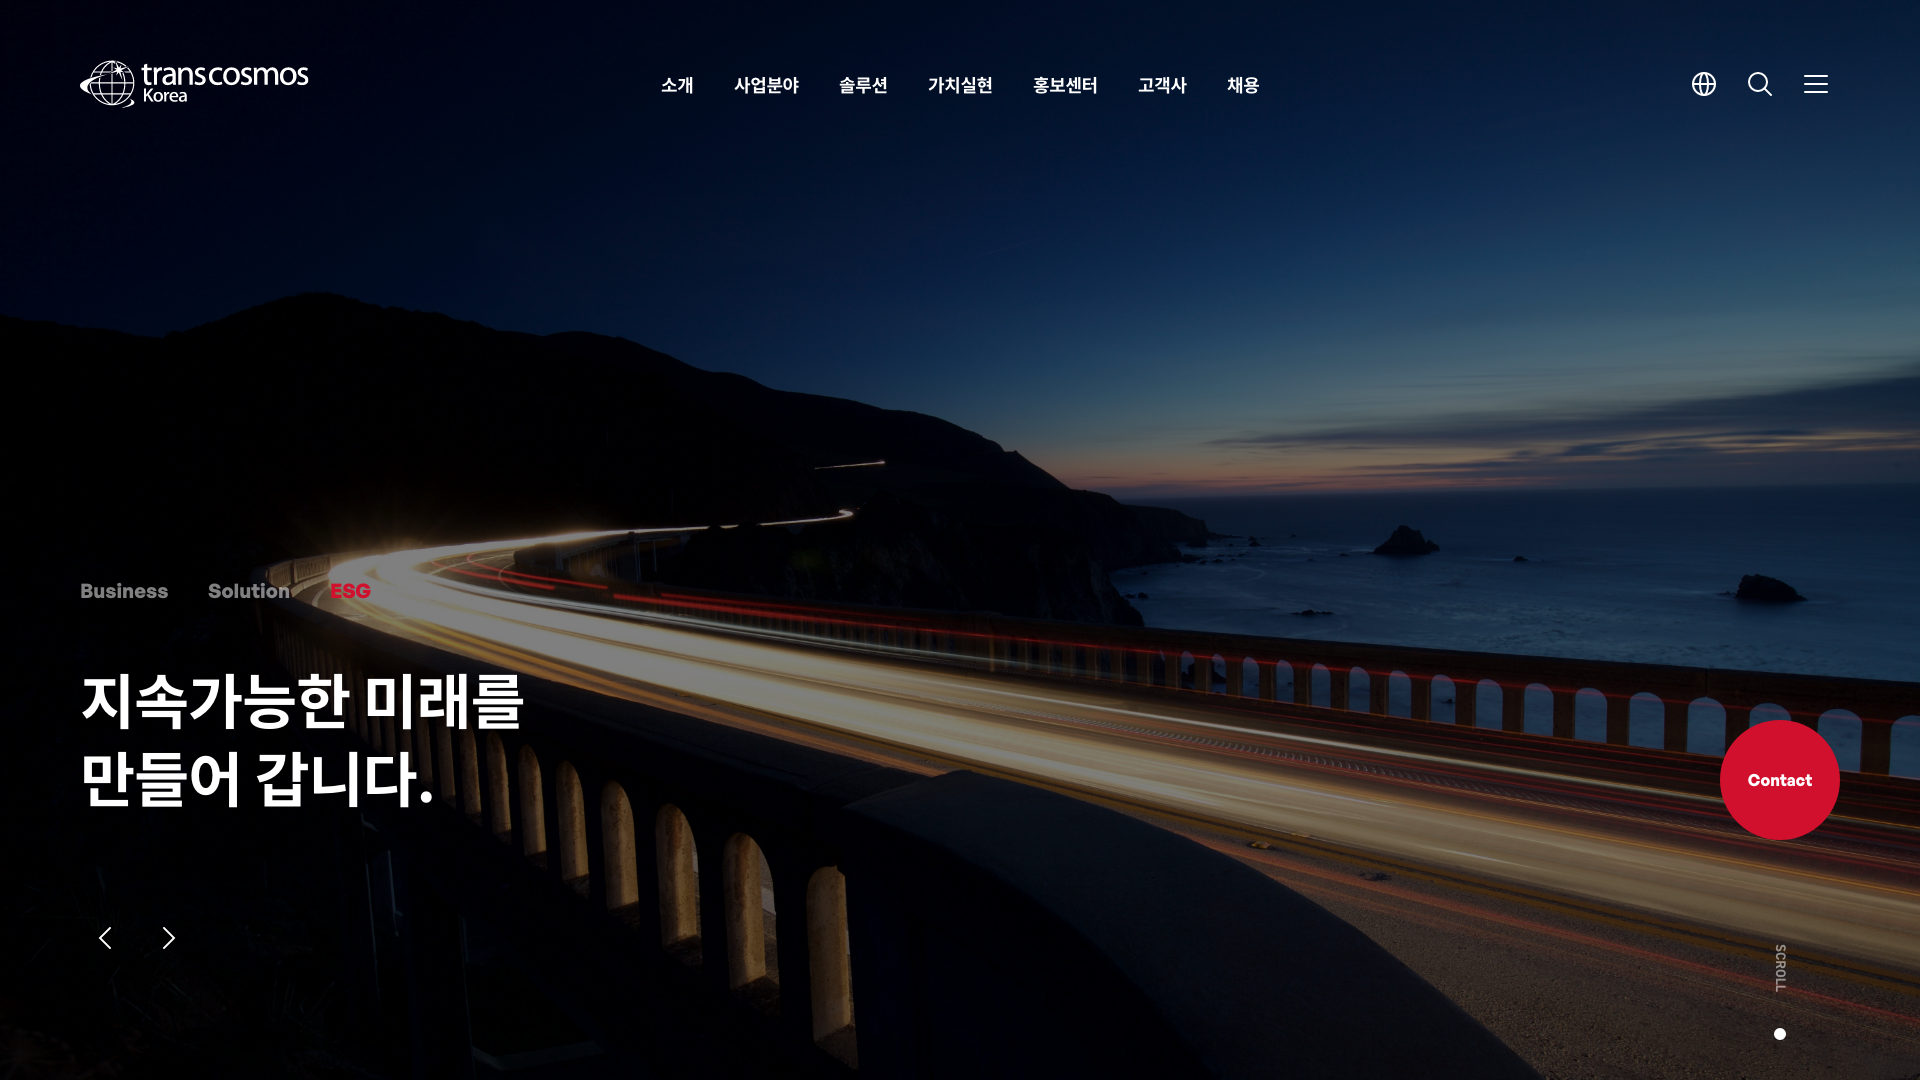 transcosmos
Korea
소개 사업분야 솔루션 가치실현 홍보센터 고객사 채용
Business Solution ESG
지속가능한 미래를
만들어 갑니다.
Contact
SCROLL